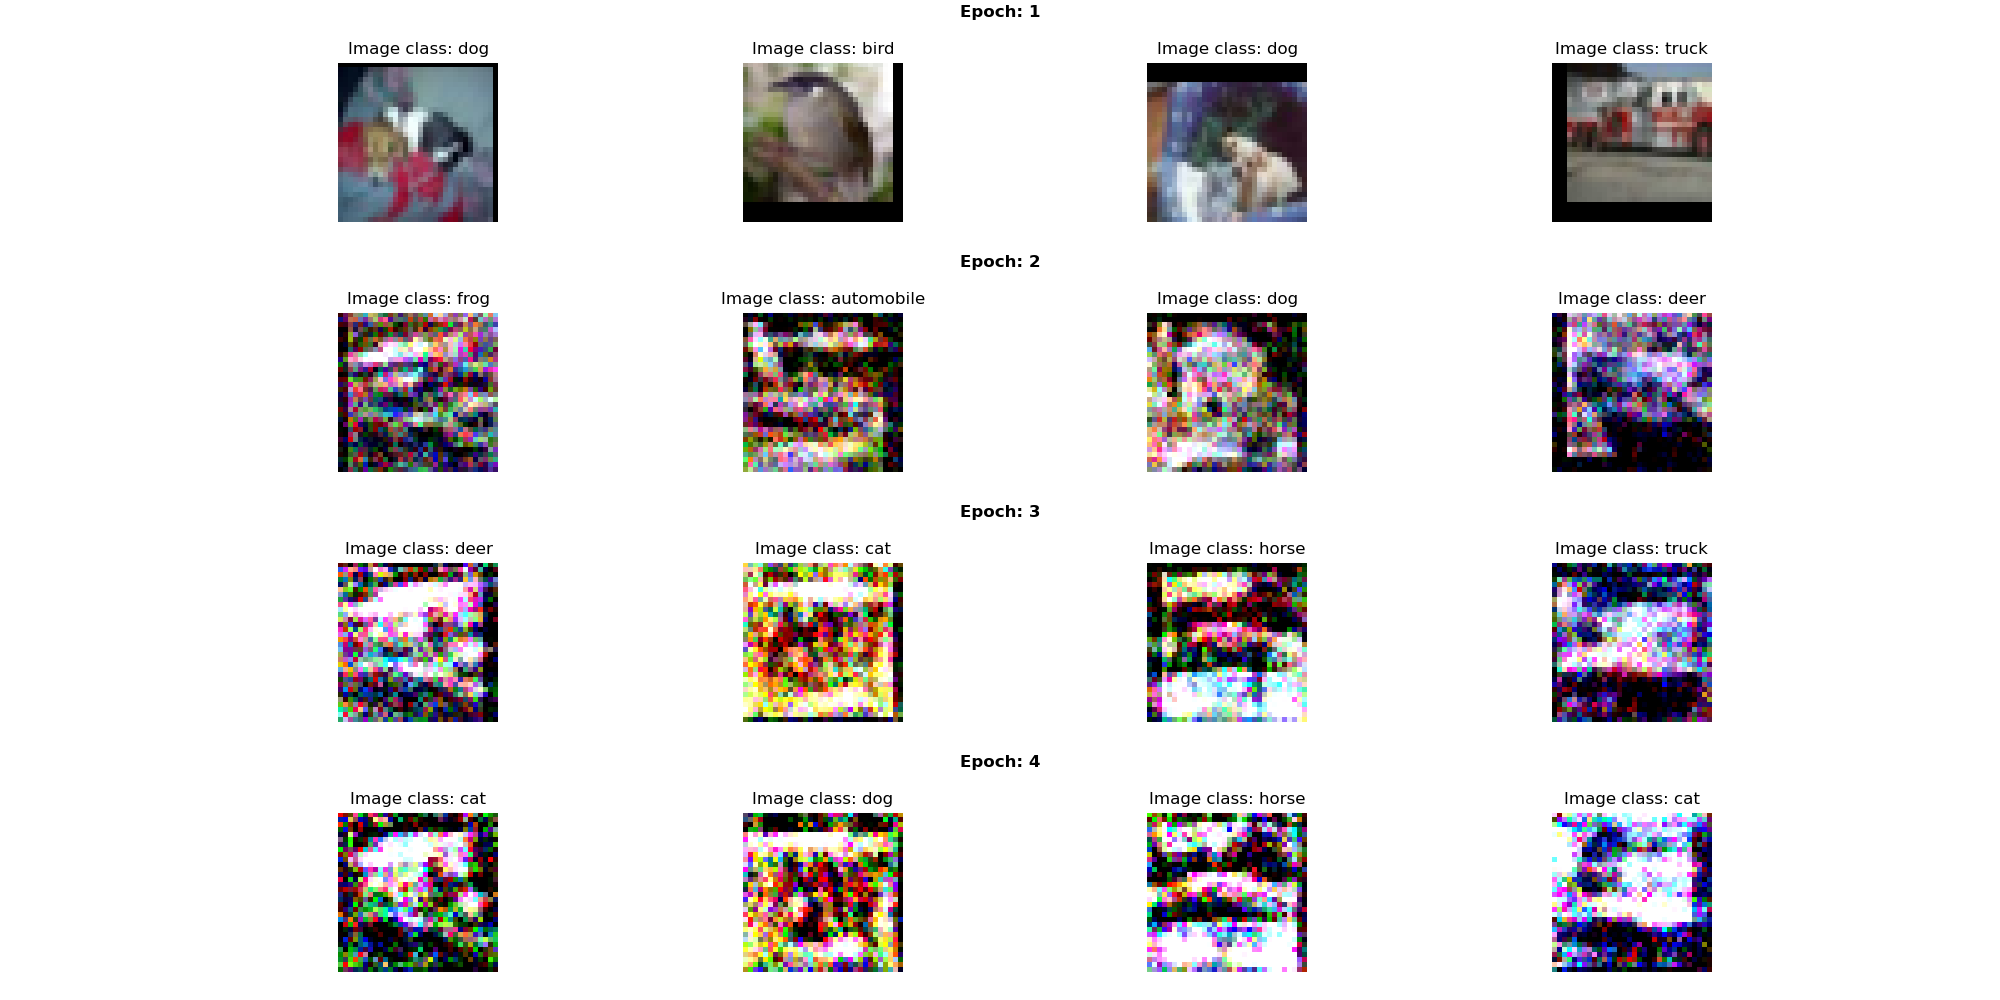 Epoch: 1
Image class: dog
Image class: bird
Image class: dog
Image class: truck
Epoch: 2
Image class: frog
Image class: automobile
Image class: dog
Image class: deer
Epoch: 3
Image class: deer
Image class: cat
Image class: horse
Image class: truck
Epoch: 4
Image class: cat
Image class: dog
Image class: horse
Image class: cat